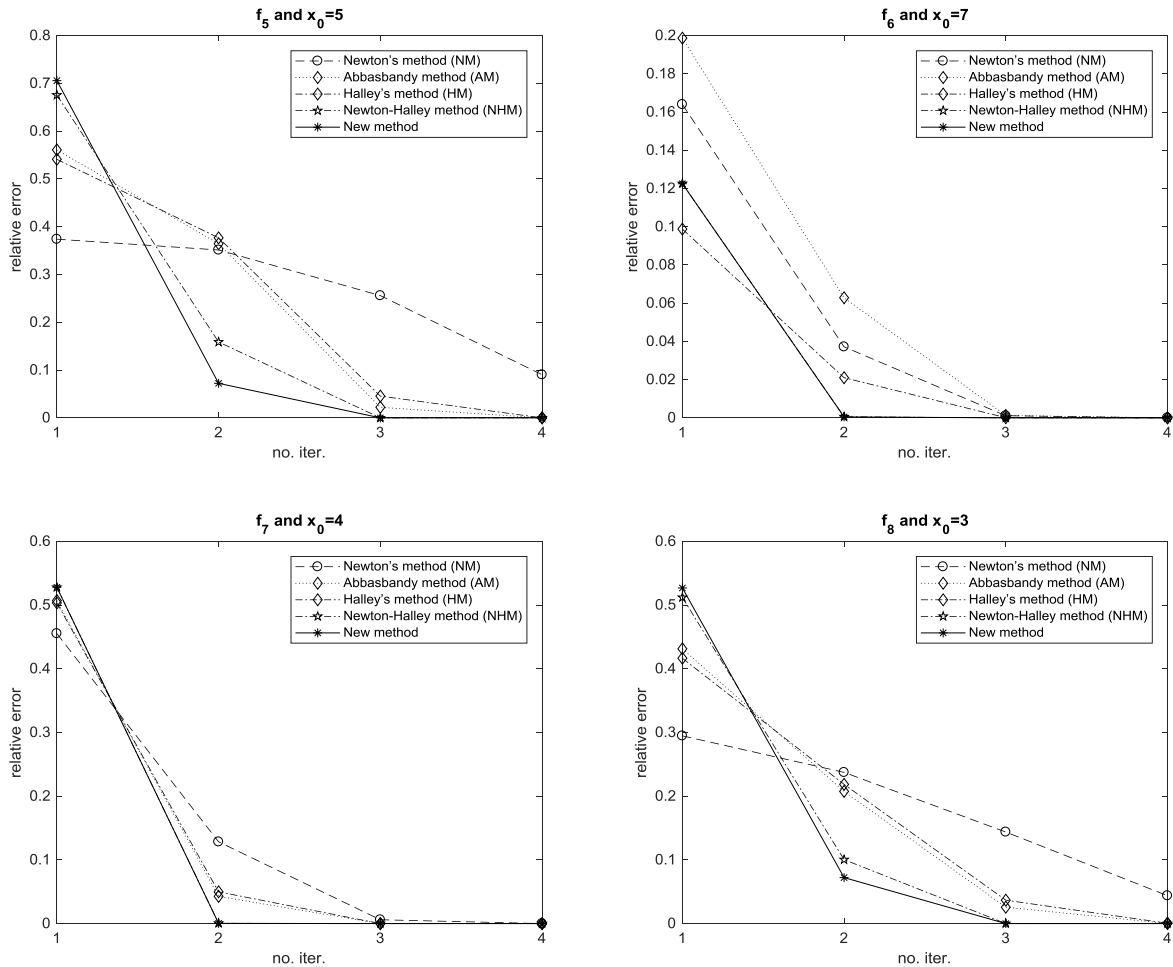 f5 and x0=5
0.8
0.7
0.6
0.5
0.4
0.3
0.2
0.1
0
relative error
Newton's method (NM)
Abbasbandy method (AM)
Halley's method (HM)
Newton-Halley method (NHM)
New method
1 2 3 4
no. iter.
f6 and x0=7
0.2
0.18
0.16
0.14
0.12
0.1
0.08
0.06
0.04
0.02
0
relative error
Newton's method (NM)
Abbasbandy method (AM)
Halley's method (HM)
Newton-Halley method (NHM)
New method
1 2 3 4
no. iter.
f7 and x0=4
0.6
0.5
0.4
0.3
0.2
0.1
0
relative error
Newton's method (NM)
Abbasbandy method (AM)
Halley's method (HM)
Newton-Halley method (NHM)
New method
1 2 3 4
no. iter.
f8 and x0=3
0.6
0.5
0.4
0.3
0.2
0.1
0
relative error
Newton's method (NM)
Abbasbandy method (AM)
Halley's method (HM)
Newton-Halley method (NHM)
New method
1 2 3 4
no. iter.